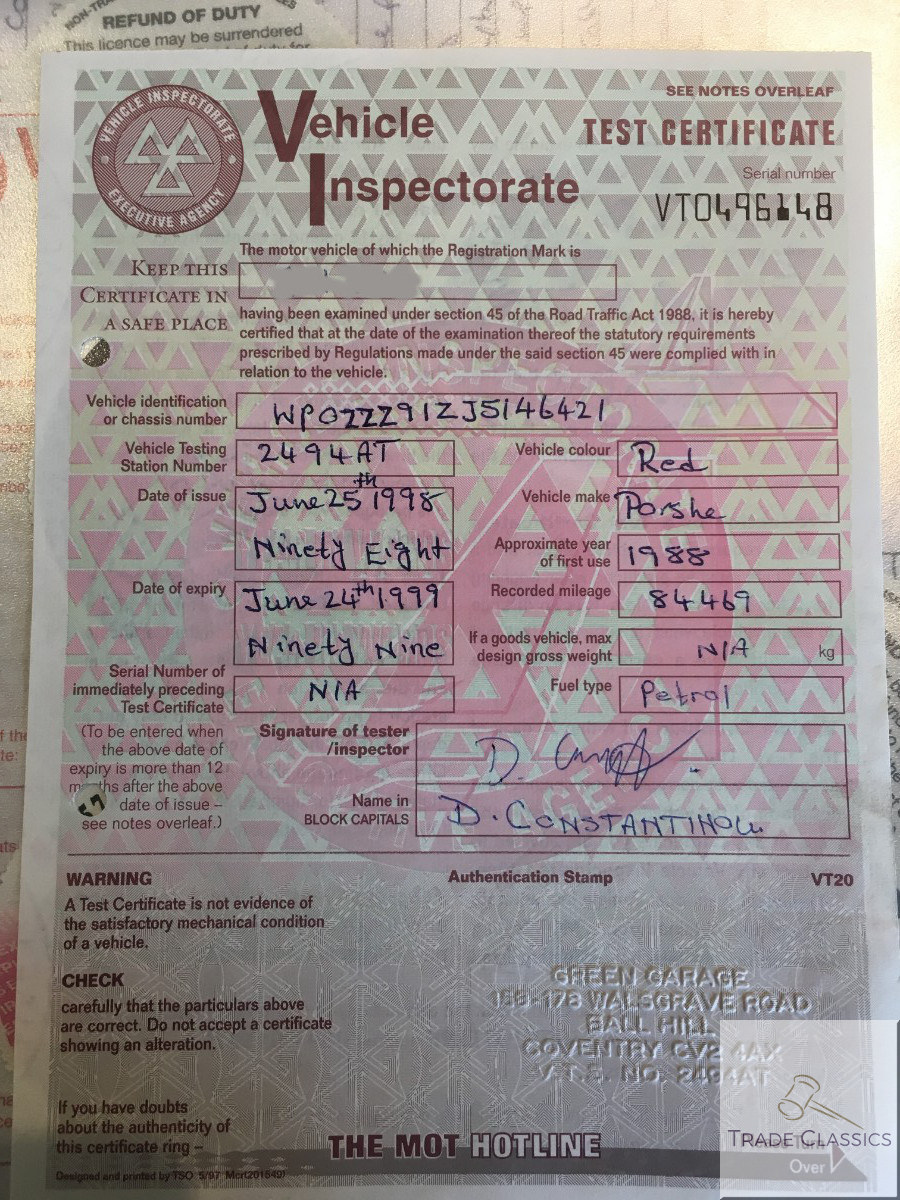 REFUND OF DUTY
This licence may be surrendered
VEHICLE INSPECTORATE
EXECUTIVE AGENCY
Vehicle
Inspectorate
SEE NOTES OVERLEAF
TEST CERTIFICATE
Serial number
VT0496148
KEEP THIS
CERTIFICATE IN
A SAFE PLACE
The motor vehicle of which the Registration Mark is
having been examined under section 45 of the Road Traffic Act 1988, it is hereby
certified that at the date of the examination thereof the statutory requirements
prescribed by Regulations made under the said section 45 were complied with in
relation to the vehicle.
Vehicle identification
or chassis number
WP0ZZZ91ZJ5146421
Vehicle Testing
Station Number
2494AT
Vehicle colour
Red
Date of issue
June 25th 1998
Ninety Eight
Vehicle make
Porshe
Approximate year
of first use
1988
Date of expiry
June 24th 1999
Ninety Nine
Recorded mileage
84469
If a goods vehicle, max
design gross weight
N/A kg
Serial Number of
immediately preceding
Test Certificate
N/A
Fuel type
Petrol
(To be entered when
the above date of
expiry is more than 12
months after the above
date of issue –
see notes overleaf.)
Signature of tester
/inspector
Name in
BLOCK CAPITALS
D. CONSTANTINOU
WARNING
A Test Certificate is not evidence of
the satisfactory mechanical condition
of a vehicle.
Authentication Stamp
VT20
CHECK
carefully that the particulars above
are correct. Do not accept a certificate
showing an alteration.
GREEN GARAGE
WALSGRAVE ROAD
BALL HILL
COVENTRY CV2 4AX
V.T.S. NO. 2494AT
If you have doubts
about the authenticity of
this certificate ring –
THE MOT HOTLINE
Designed and printed by TSO 5/97
TRADE CLASSICS
Over